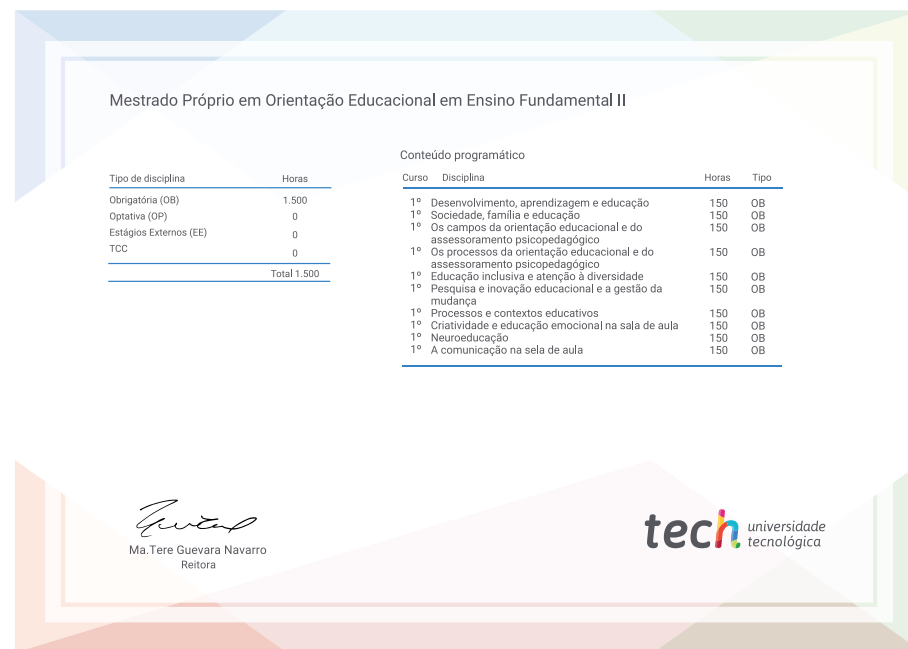 Mestrado Próprio em Orientação Educacional em Ensino Fundamental II
Tipo de disciplina Horas
Obrigatória (OB) 1.500
Optativa (OP) 0
Estágios Externos (EE) 0
TCC 0
Total 1.500
Conteúdo programático
Curso Disciplina Horas Tipo
1º Desenvolvimento, aprendizagem e educação 150 OB
1º Sociedade, família e educação 150 OB
1º Os campos da orientação educacional e do 150 OB
assessoramento psicopedagógico
1º Os processos da orientação educacional e do 150 OB
assessoramento psicopedagógico
1º Educação inclusiva e atenção à diversidade 150 OB
1º Pesquisa e inovação educacional e a gestão da 150 OB
mudança
1º Processos e contextos educativos 150 OB
1º Criatividade e educação emocional na sala de aula 150 OB
1º Neuroeducação 150 OB
1º A comunicação na sela de aula 150 OB
Ma.Tere Guevara Navarro
Reitora
tech universidade
tecnológica